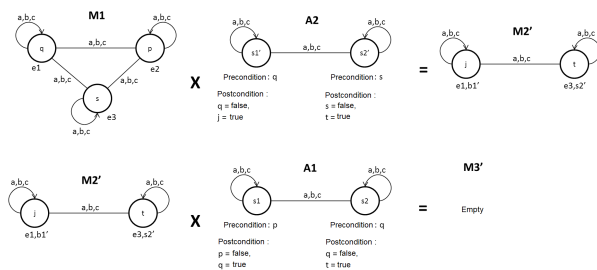 M1
A2
M2'
a,b,c
a,b,c
a,b,c
a,b,c
a,b,c
a,b,c
q
a,b,c
p
s1'
a,b,c
s2'
j
a,b,c
t
e1
e2
e1,b1'
e3,s2'
a,b,c
a,b,c
X
=
s
e3
a,b,c
Precondition : q
Precondition : s
Postcondition :
q = false,
j = true
Postcondition :
s = false,
t = true
M2'
A1
M3'
a,b,c
a,b,c
a,b,c
a,b,c
j
a,b,c
t
s1
a,b,c
s2
e1,b1'
e3,s2'
X
=
Empty
Precondition : p
Precondition : q
Postcondition :
p = false,
q = true
Postcondition :
q = false,
t = true